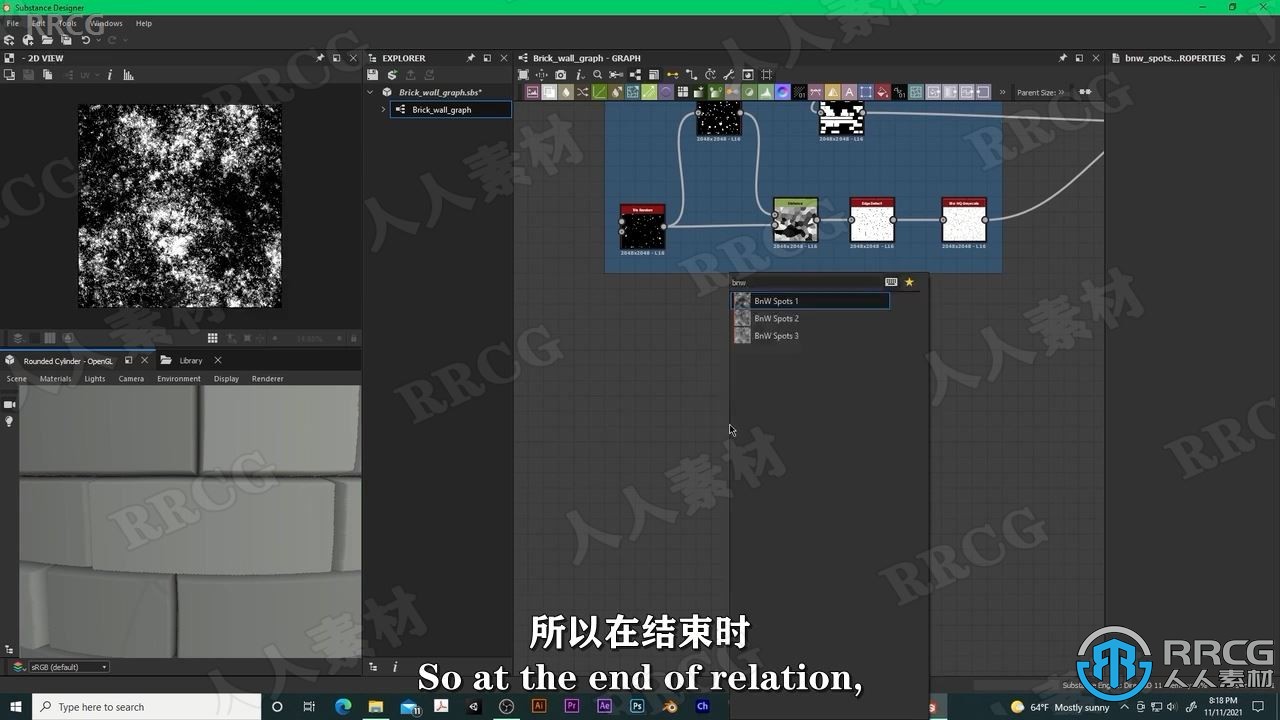 Substance Designer
File Edit Tools Windows Help
- 2D VIEW
EXPLORER
Brick_wall_graph.sbs*
Brick_wall_graph
Brick_wall_graph - GRAPH
Parent Size:
bnw_spots...ROPERTIES
2048x2048 - L16
2048x2048 - L16
Tile Random
Distance
Edge Detect
Blur HQ Grayscale
2048x2048 - L16
2048x2048 - L16
2048x2048 - L16
2048x2048 - L16
bnw
BnW Spots 1
BnW Spots 2
BnW Spots 3
Rounded Cylinder - OpenGL
Library
Scene Materials Lights Camera Environment Display Renderer
sRGB (default)
所以在结束时
So at the end of relation,
RRCG
人人素材
Type here to search
64°F Mostly sunny
8:18 PM
11/11/2021